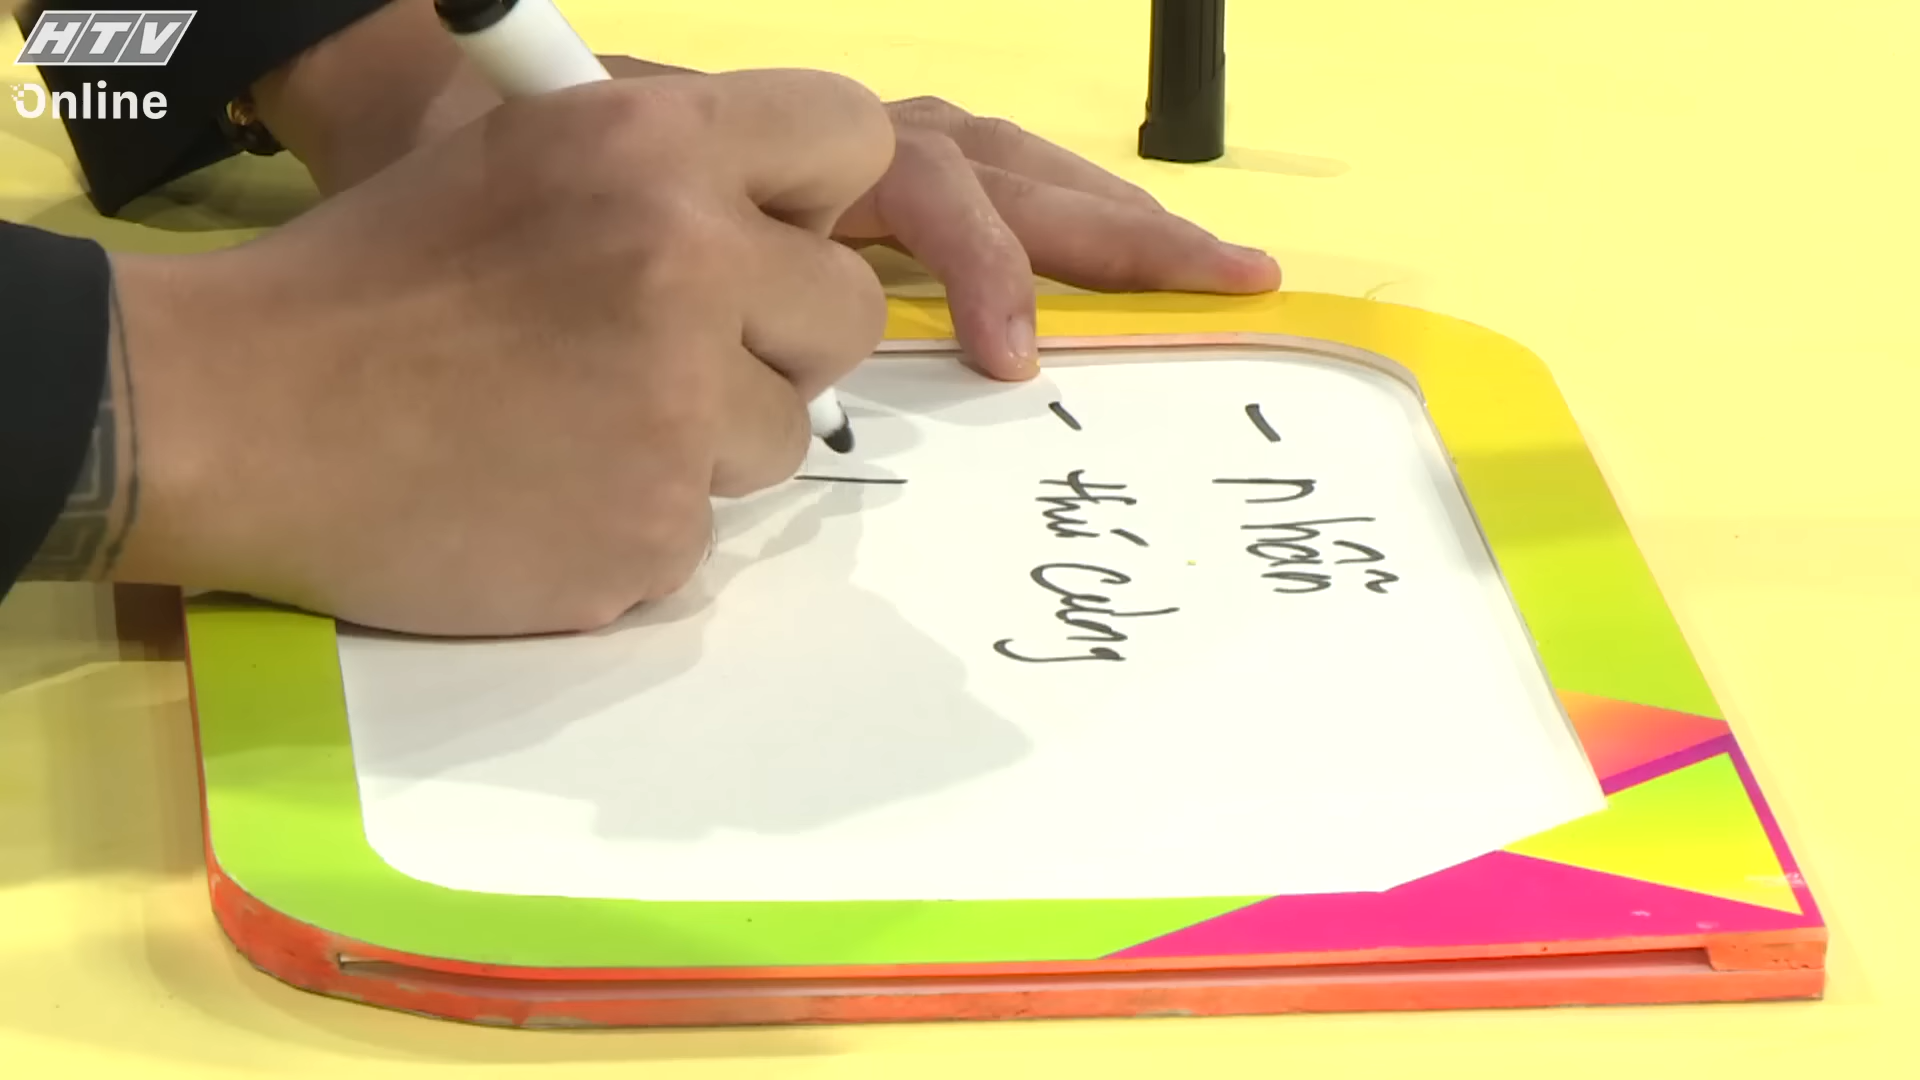 HTV
Online
- nhẫn
- thú Cưng